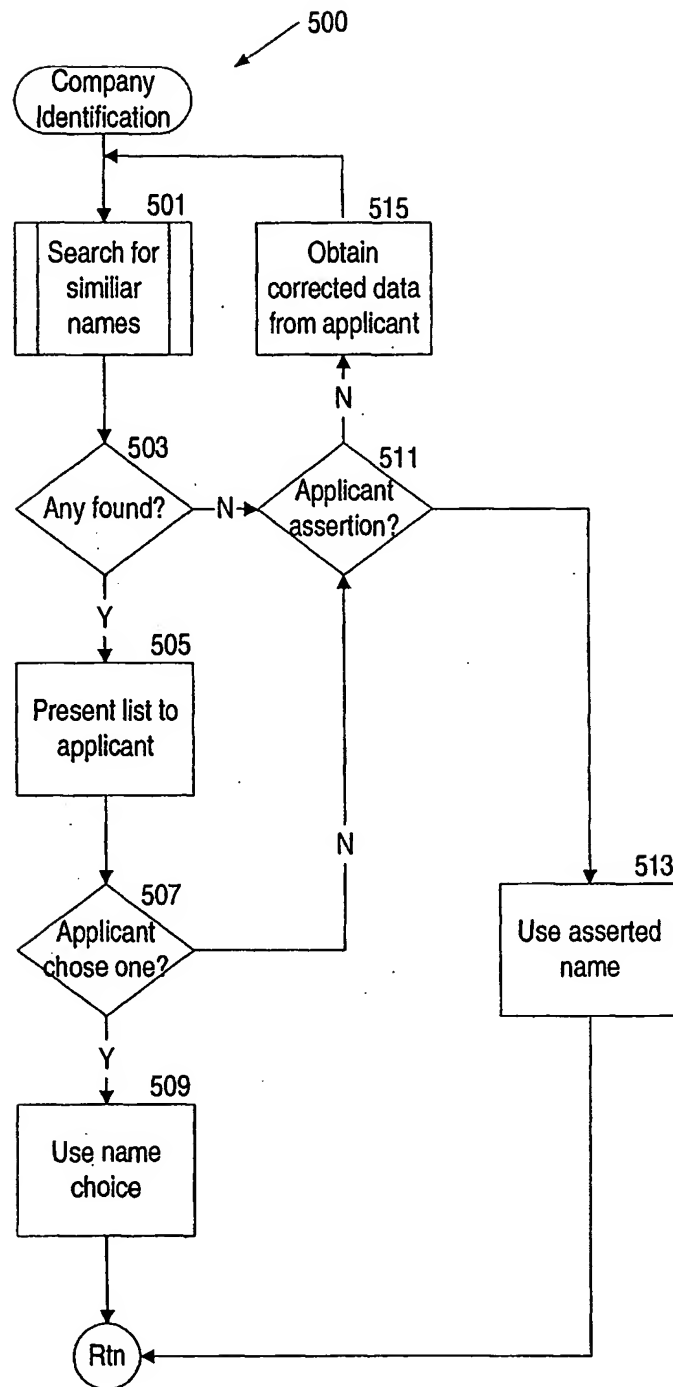 500
Company
Identification
501
Search for
similiar
names
515
Obtain
corrected data
from applicant
N
503
Any found?
N
511
Applicant
assertion?
Y
505
Present list to
applicant
N
507
Applicant
chose one?
513
Use asserted
name
Y
509
Use name
choice
Rtn